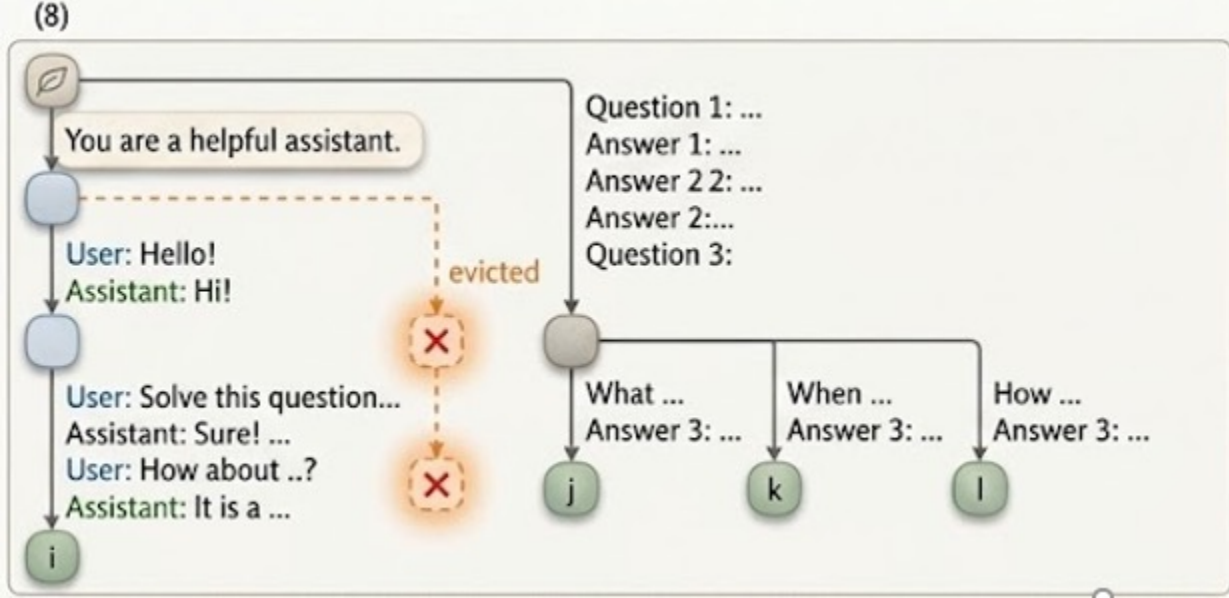 (8)
You are a helpful assistant.
User: Hello!
Assistant: Hi!
evicted
User: Solve this question...
Assistant: Sure! ...
User: How about ..?
Assistant: It is a ...
i
Question 1: ...
Answer 1: ...
Answer 2 2: ...
Answer 2:...
Question 3:
What ...
Answer 3: ...
When ...
Answer 3: ...
How ...
Answer 3: ...
j
k
l